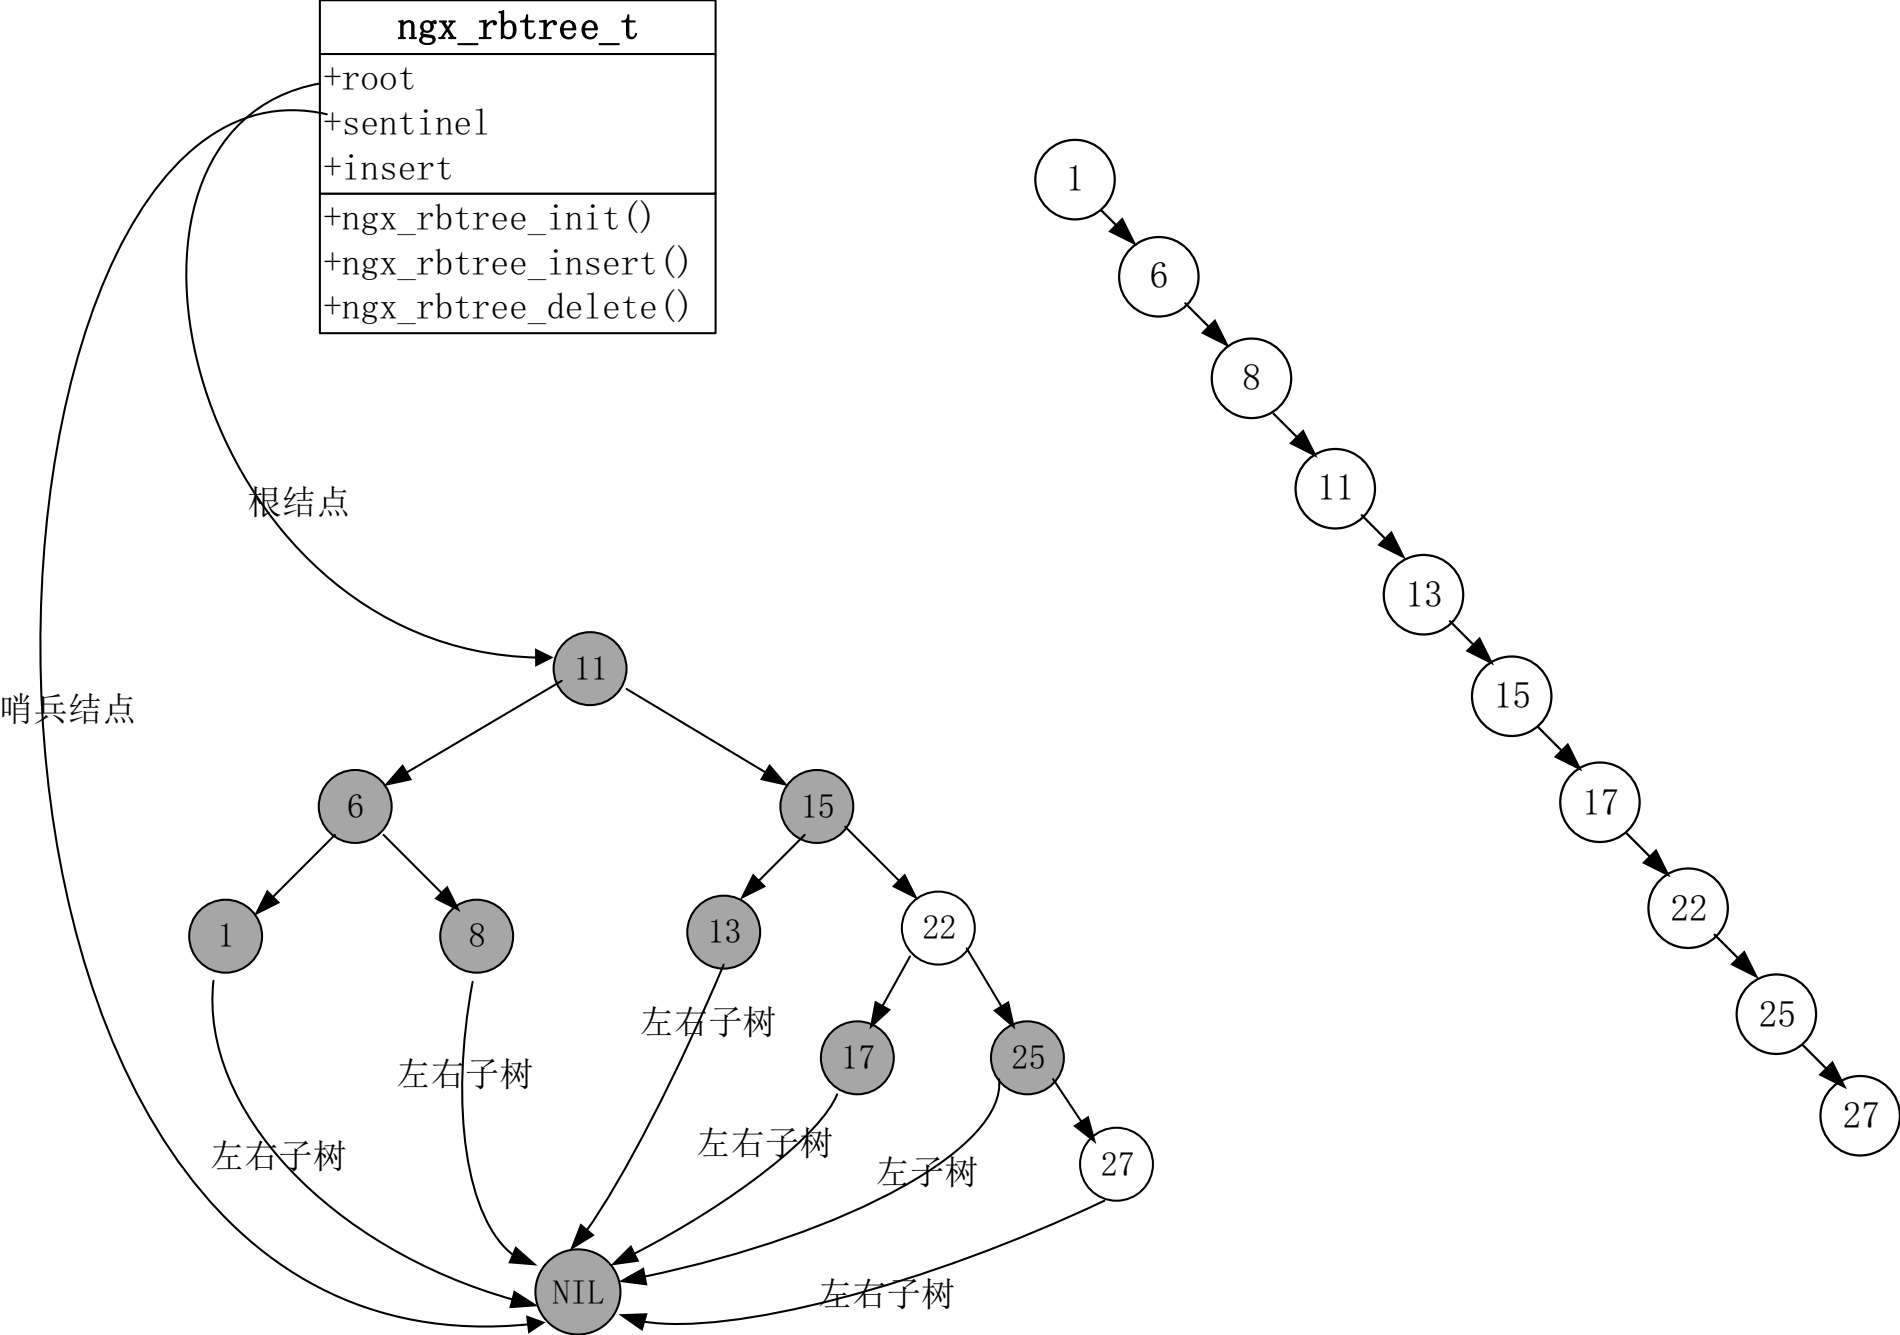 ngx_rbtree_t
+root
+sentinel
+insert
+ngx_rbtree_init()
+ngx_rbtree_insert()
+ngx_rbtree_delete()
1
6
8
11
13
15
17
22
25
27
根结点
哨兵结点
11
6
15
1
8
13
22
17
25
27
左右子树
左右子树
左右子树
左右子树
左子树
左右子树
NIL